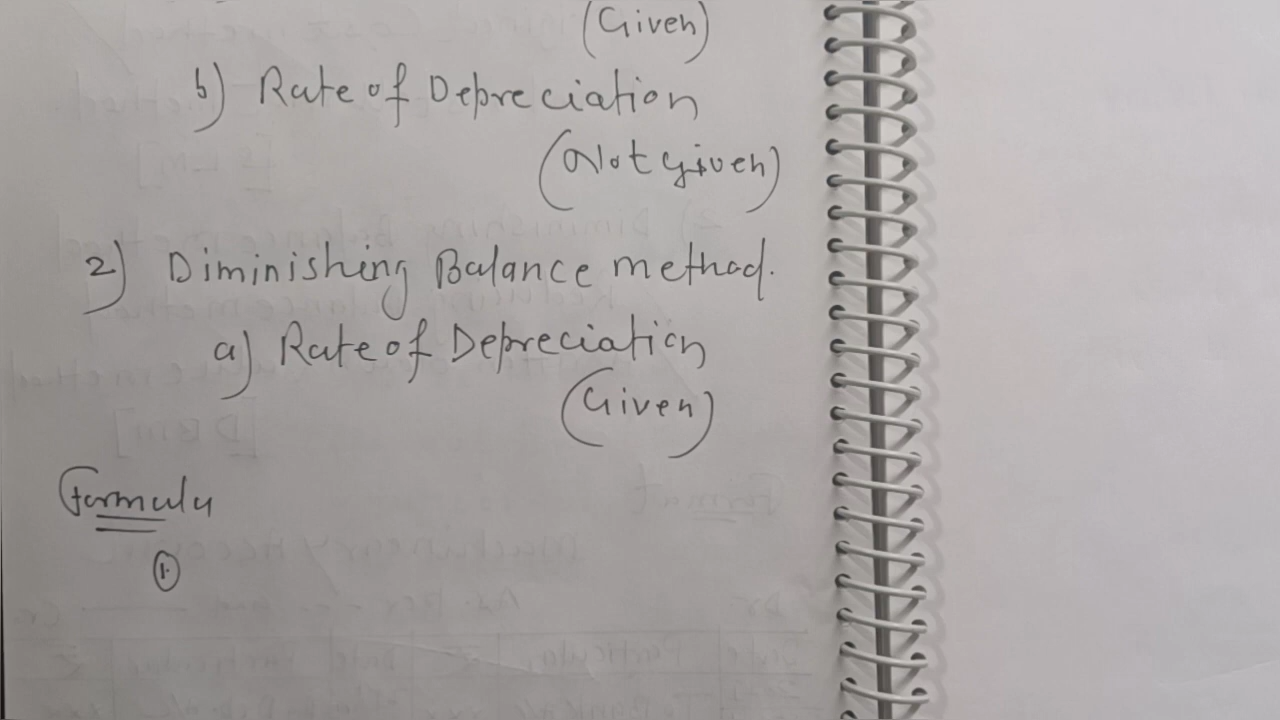 (Given)
b) Rate of Depreciation
(Not given)
2) Diminishing Balance method.
a) Rate of Depreciation
(Given)
Formula
1.